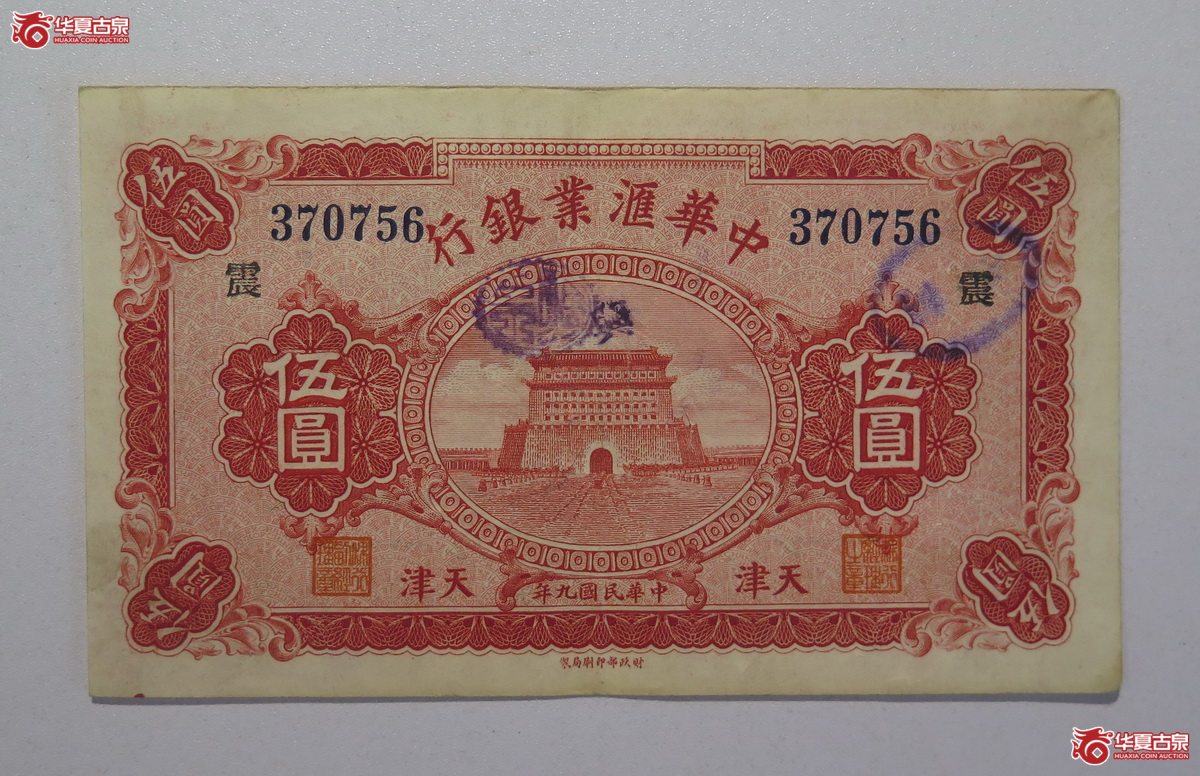 华夏古泉
HUAXIA COIN AUCTION
中華滙業銀行
伍圓
伍圓
370756
370756
震
震
伍圓
伍圓
天津
天津
中華民國九年
伍圓
伍圓
財政部印刷局製
华夏古泉
HUAXIA COIN AUCTION